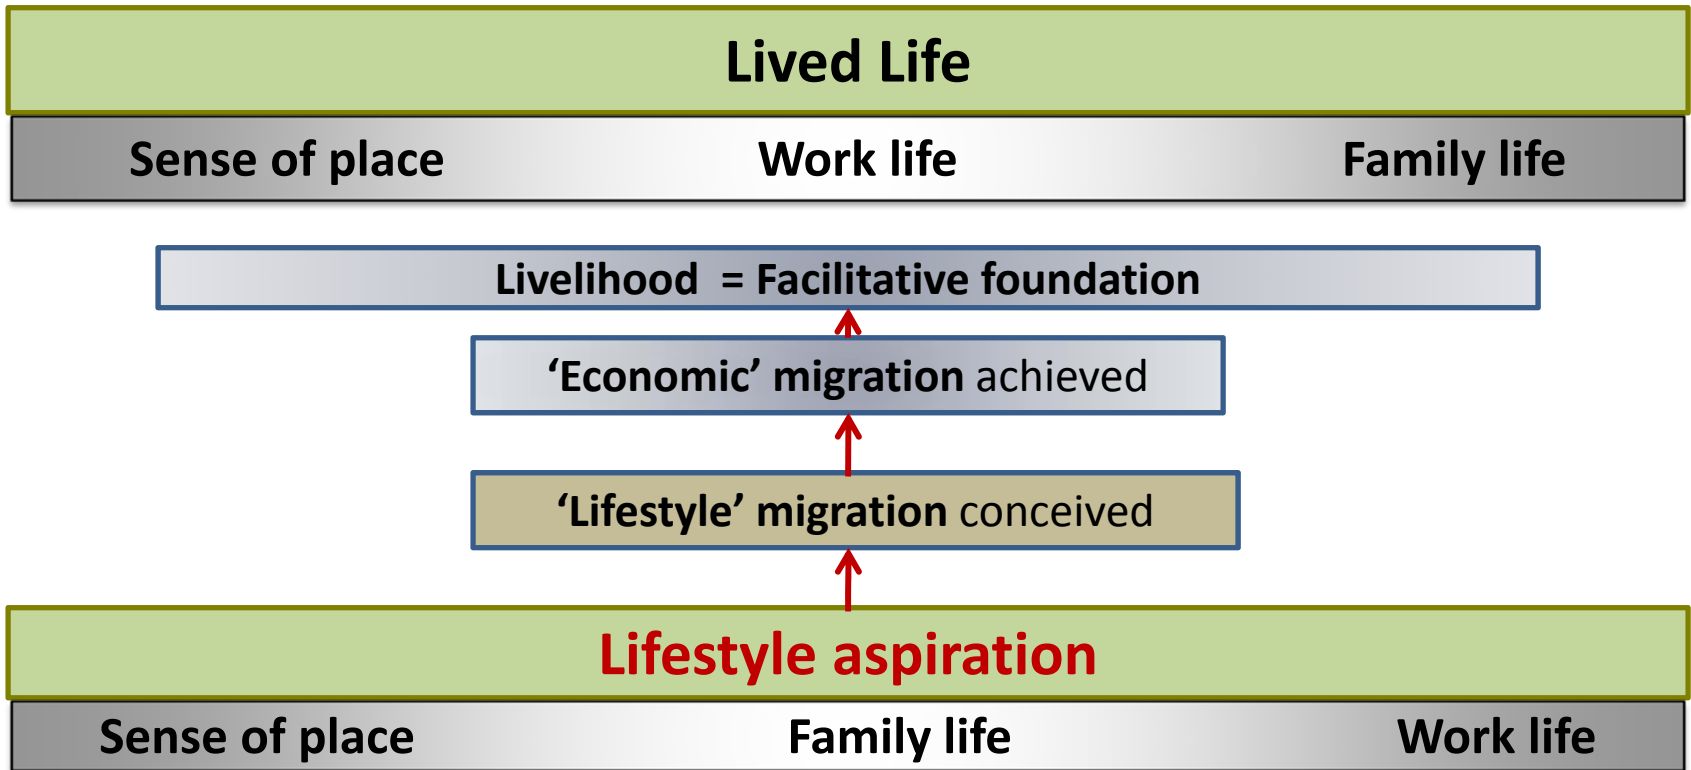 Lived Life
Sense of place Work life Family life
Livelihood  = Facilitative foundation
‘Economic’ migration achieved
‘Lifestyle’ migration conceived
Lifestyle aspiration
Sense of place Family life Work life